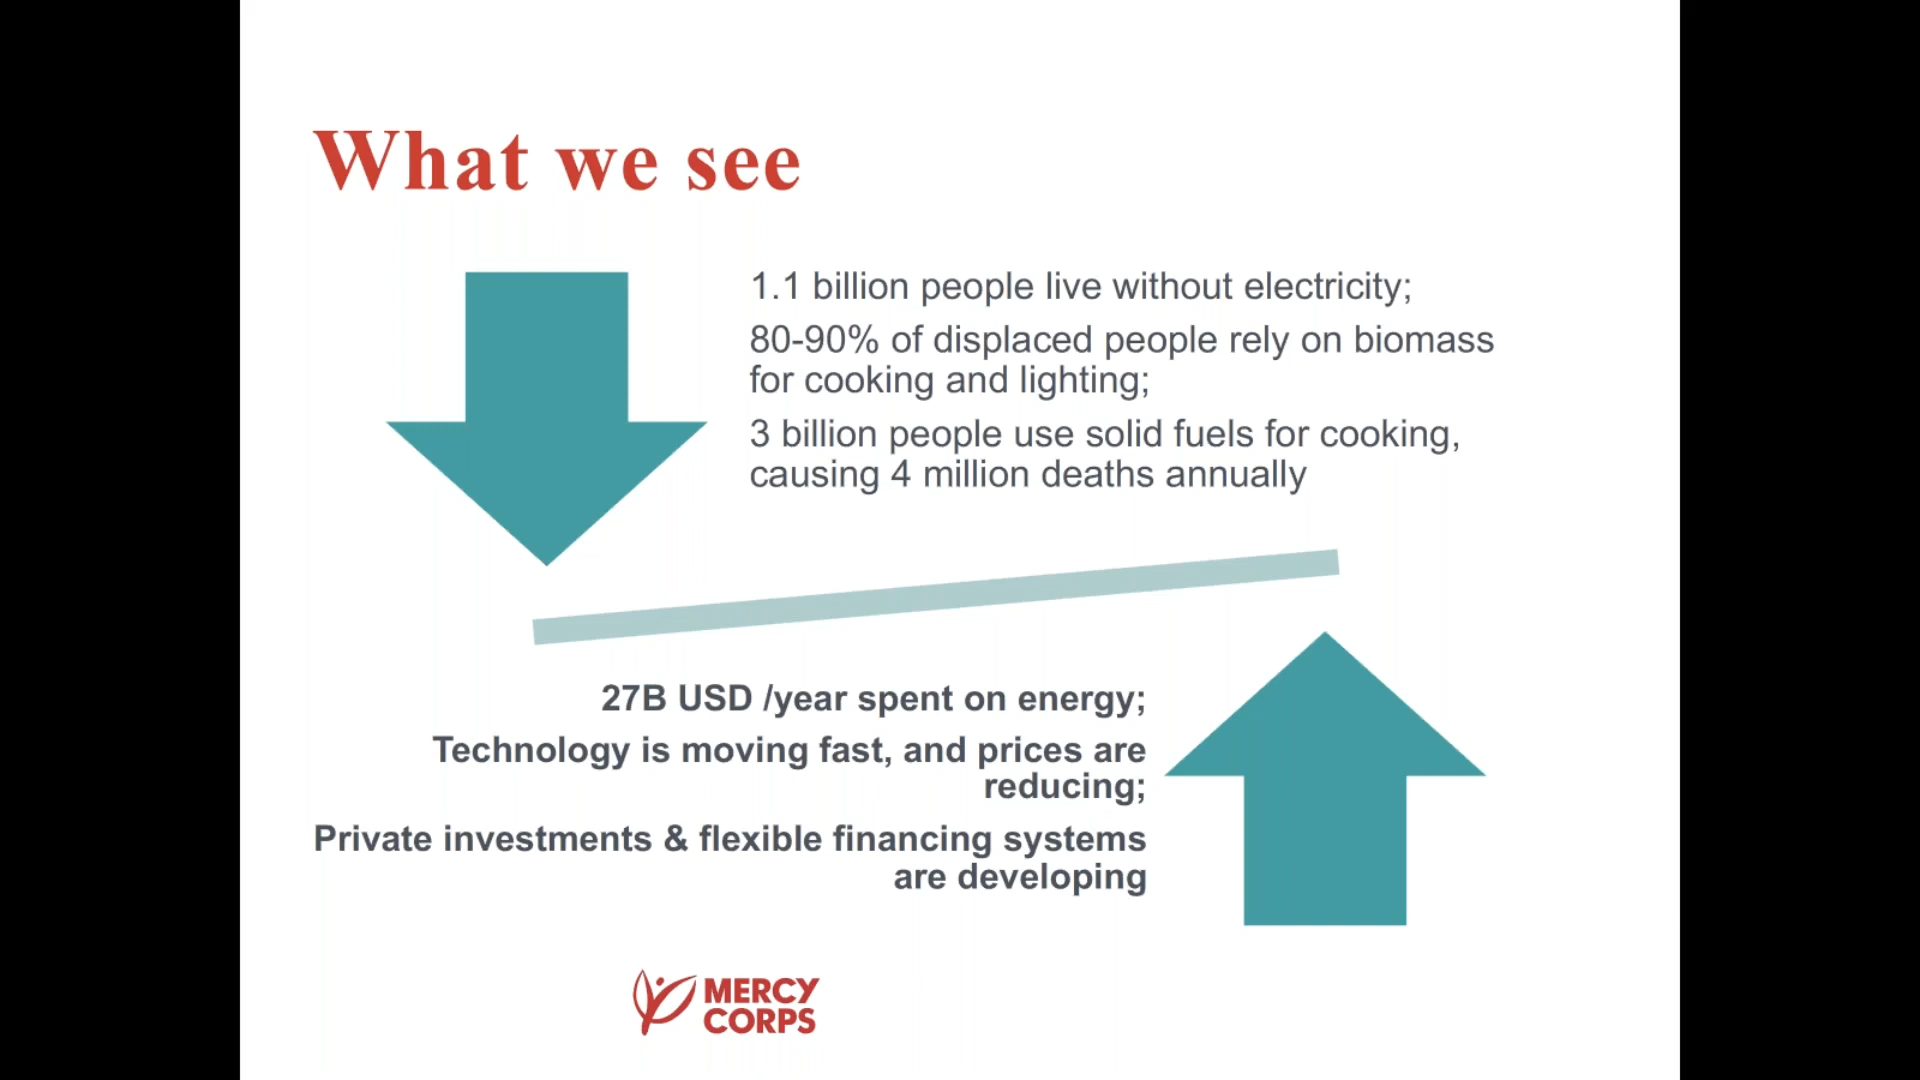 What we see
1.1 billion people live without electricity;
80-90% of displaced people rely on biomass
for cooking and lighting;
3 billion people use solid fuels for cooking,
causing 4 million deaths annually
27B USD /year spent on energy;
Technology is moving fast, and prices are
reducing;
Private investments & flexible financing systems
are developing
MERCY
CORPS